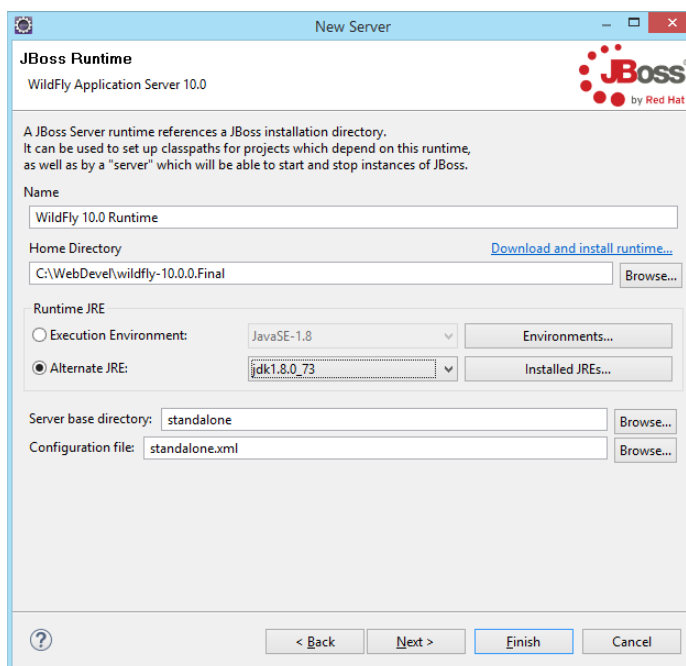 New Server
JBoss Runtime
WildFly Application Server 10.0
JBoss
by Red Hat
A JBoss Server runtime references a JBoss installation directory.
It can be used to set up classpaths for projects which depend on this runtime,
as well as by a "server" which will be able to start and stop instances of JBoss.
Name
WildFly 10.0 Runtime
Home Directory Download and install runtime...
C:\WebDevel\wildfly-10.0.0.Final Browse...
Runtime JRE
Execution Environment: JavaSE-1.8 Environments...
Alternate JRE: jdk1.8.0_73 Installed JREs...
Server base directory: standalone Browse...
Configuration file: standalone.xml Browse...
? < Back Next > Finish Cancel